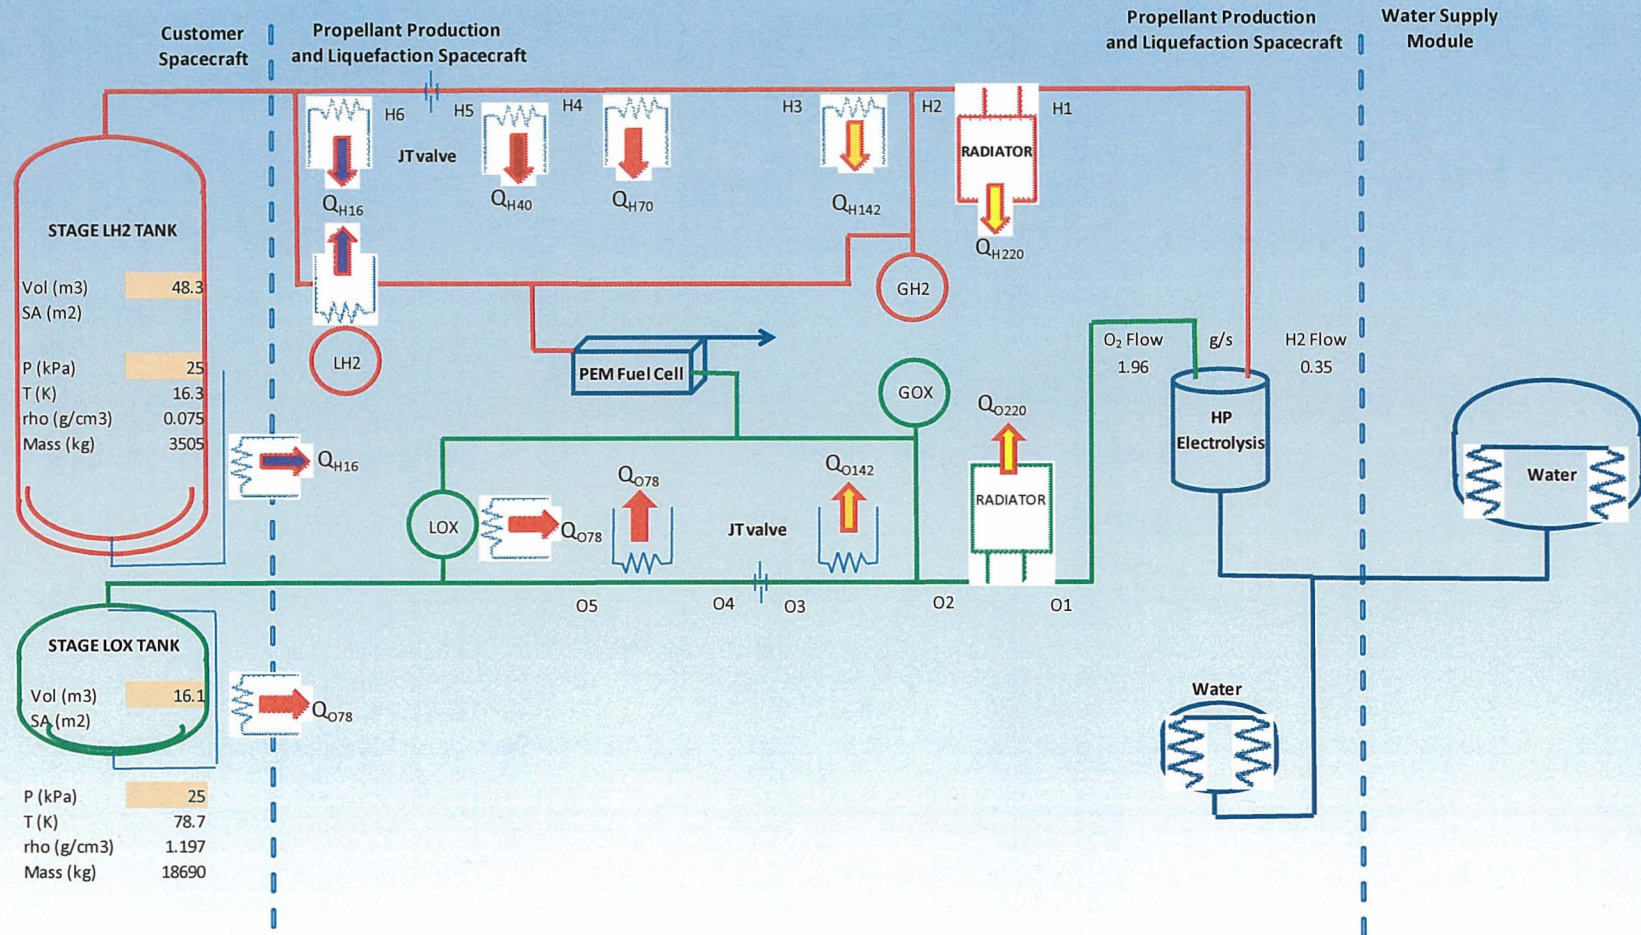 Customer
Spacecraft
Propellant Production
and Liquefaction Spacecraft
Propellant Production
and Liquefaction Spacecraft
Water Supply
Module
H6
H5
H4
H3
H2
H1
JT valve
RADIATOR
QH16
QH40
QH70
QH142
QH220
STAGE LH2 TANK
Vol (m3) 48.3
SA (m2)
P (kPa) 25
T (K) 16.3
rho (g/cm3) 0.075
Mass (kg) 3505
GH2
LH2
PEM Fuel Cell
GOX
O2 Flow g/s H2 Flow
1.96 0.35
HP
Electrolysis
Water
QH16
QO220
QO142
QO78
RADIATOR
LOX
QO78
JT valve
O5
O4
O3
O2
O1
STAGE LOX TANK
Vol (m3) 16.1
SA (m2)
QO78
Water
P (kPa) 25
T (K) 78.7
rho (g/cm3) 1.197
Mass (kg) 18690